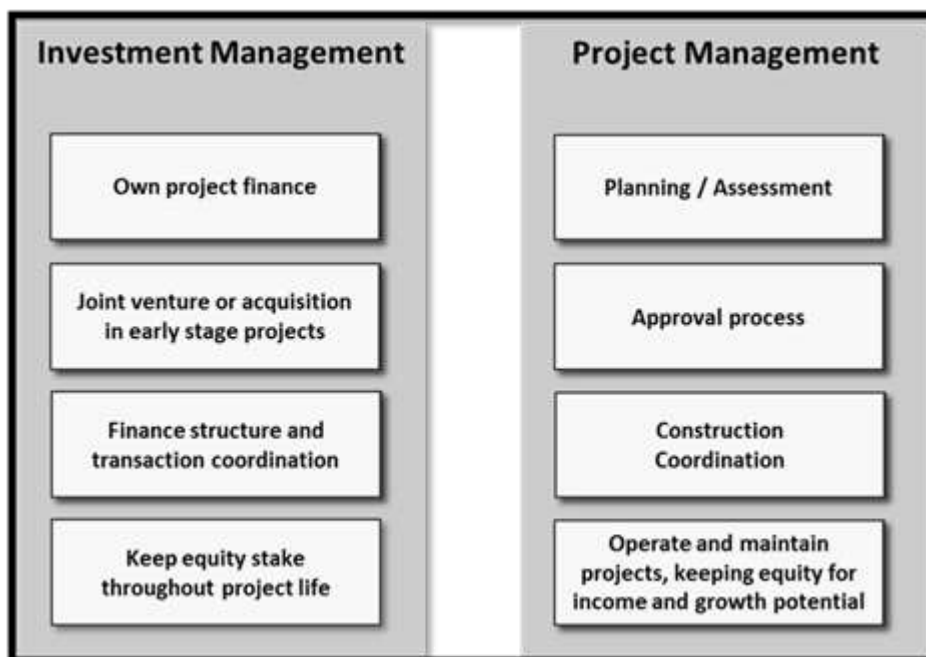 Investment Management
Own project finance
Joint venture or acquisition
in early stage projects
Finance structure and
transaction coordination
Keep equity stake
throughout project life
Project Management
Planning / Assessment
Approval process
Construction
Coordination
Operate and maintain
projects, keeping equity for
income and growth potential